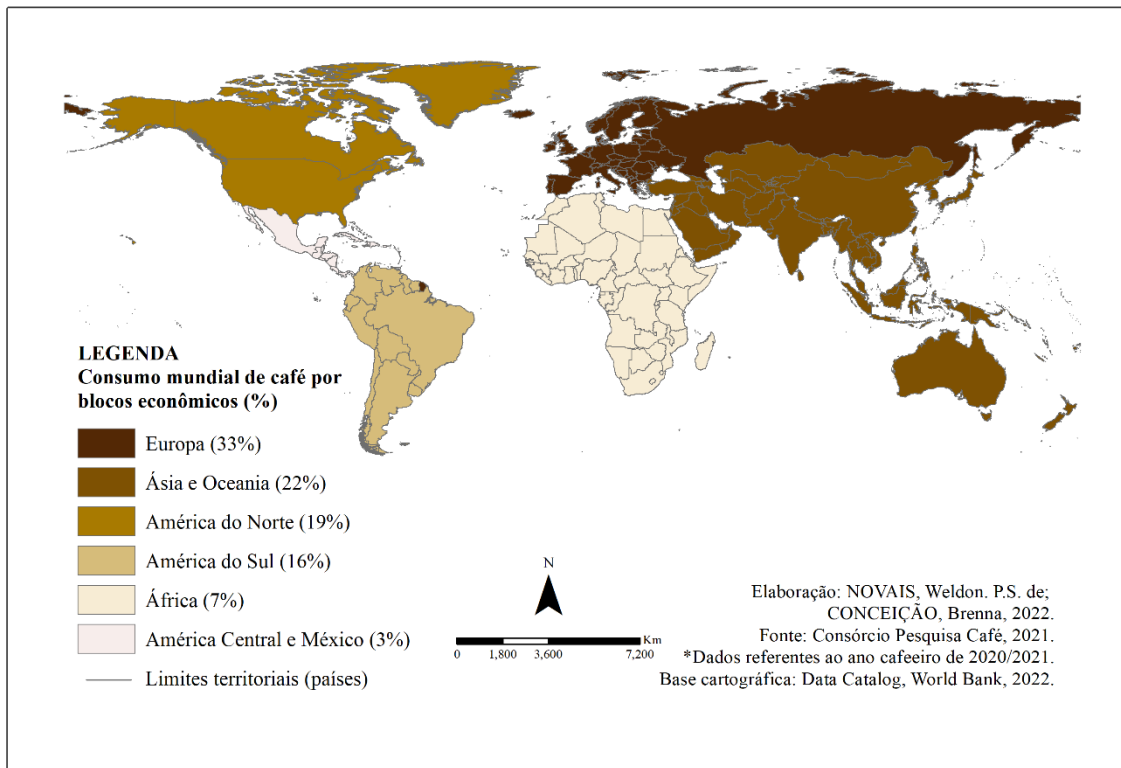 LEGENDA
Consumo mundial de café por
blocos econômicos (%)
Europa (33%)
Ásia e Oceania (22%)
América do Norte (19%)
América do Sul (16%)
África (7%)
América Central e México (3%)
Limites territoriais (países)
N
Km
0 1,800 3,600 7,200
Elaboração: NOVAIS, Weldon. P.S. de;
CONCEIÇÃO, Brenna, 2022.
Fonte: Consórcio Pesquisa Café, 2021.
*Dados referentes ao ano cafeeiro de 2020/2021.
Base cartográfica: Data Catalog, World Bank, 2022.